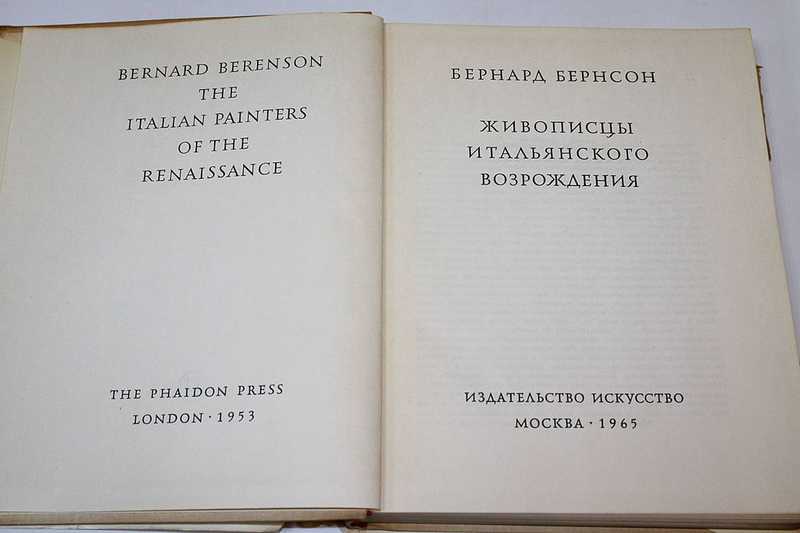 BERNARD BERENSON
THE
ITALIAN PAINTERS
OF THE
RENAISSANCE
THE PHAIDON PRESS
LONDON · 1953
БЕРНАРД БЕРНСОН
ЖИВОПИСЦЫ
ИТАЛЬЯНСКОГО
ВОЗРОЖДЕНИЯ
ИЗДАТЕЛЬСТВО ИСКУССТВО
МОСКВА · 1965